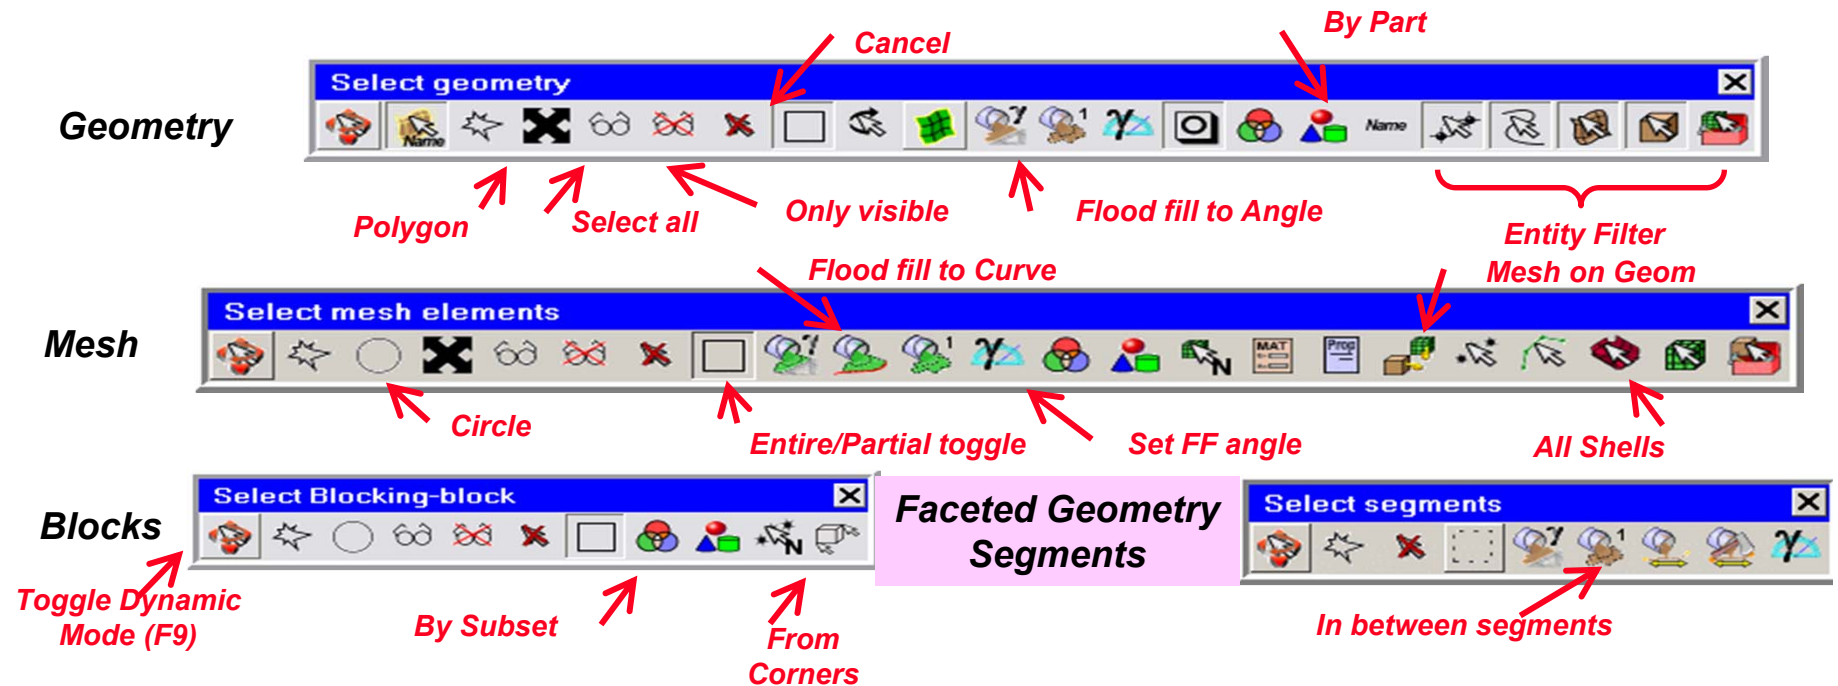 By Part
Cancel
Select geometry
Geometry
Name
γ
1
γ
Name
Polygon
Select all
Only visible
Flood fill to Angle
Entity Filter
Flood fill to Curve
Mesh on Geom
Select mesh elements
Mesh
γ
1
γ
N
MAT
Prop
Circle
Entire/Partial toggle
Set FF angle
All Shells
Select Blocking-block
Blocks
N
Faceted Geometry
Segments
Select segments
γ
1
γ
Toggle Dynamic
Mode (F9)
By Subset
From
Corners
In between segments